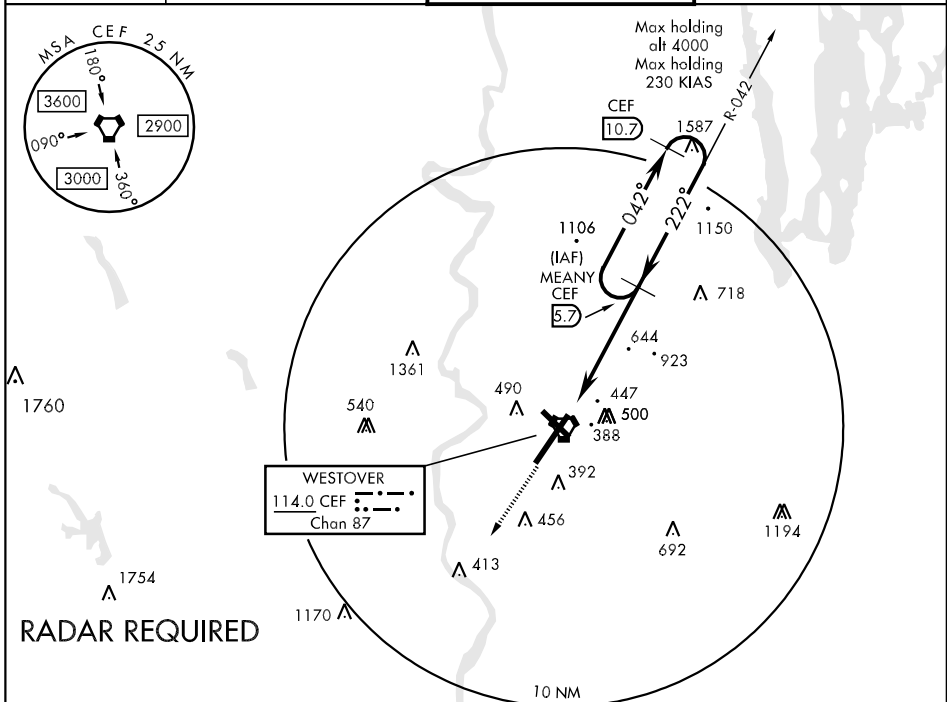 MSA CEF 25 NM
180°
3600
2900
090°
3000
360°
Max holding
alt 4000
Max holding
230 KIAS
R-042
CEF
10.7
1587
042°
222°
1150
1106
(IAF)
MEANY
CEF
5.7
718
644
923
1361
1760
490
447
540
500
388
WESTOVER
114.0 CEF
Chan 87
392
456
1194
692
413
1754
1170
RADAR REQUIRED
10 NM